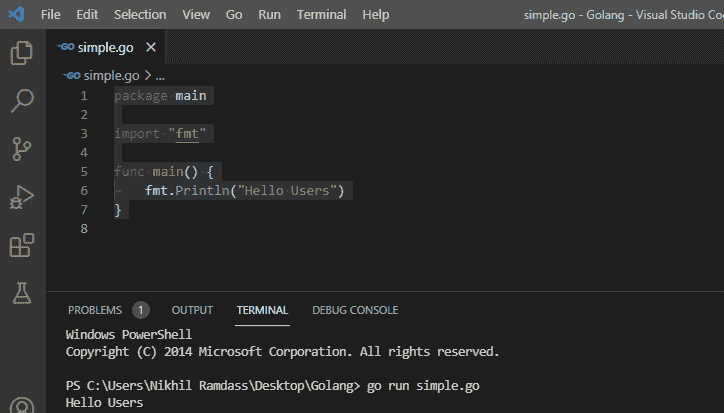 File Edit Selection View Go Run Terminal Help simple.go - Golang - Visual Studio Co
GO simple.go ×
GO simple.go > ...
1 package main
2
3 import "fmt"
4
5 func main() {
6 fmt.Println("Hello Users")
7 }
8
PROBLEMS 1 OUTPUT TERMINAL DEBUG CONSOLE
Windows PowerShell
Copyright (C) 2014 Microsoft Corporation. All rights reserved.
PS C:\Users\Nikhil Ramdass\Desktop\Golang> go run simple.go
Hello Users